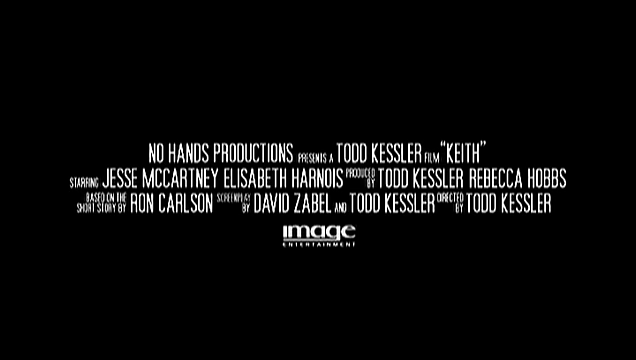 NO HANDS PRODUCTIONS PRESENTS A TODD KESSLER FILM "KEITH"
STARRING JESSE MCCARTNEY ELISABETH HARNOIS PRODUCED BY TODD KESSLER REBECCA HOBBS
BASED ON THE SHORT STORY BY RON CARLSON SCREENPLAY BY DAVID ZABEL AND TODD KESSLER DIRECTED BY TODD KESSLER
image
ENTERTAINMENT